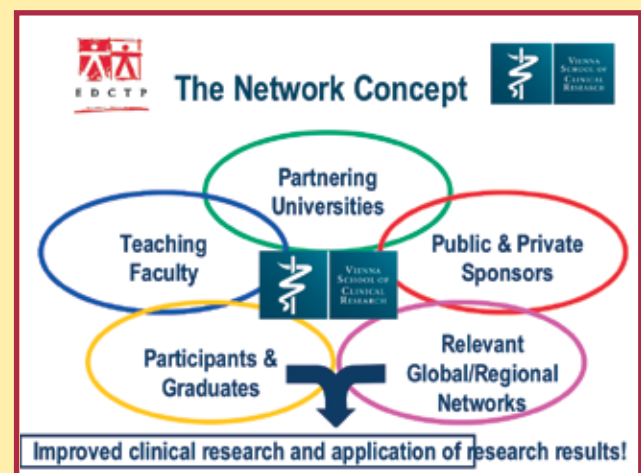 EDCTP
The Network Concept
VIENNA
SCHOOL OF
CLINICAL
RESEARCH
Partnering
Universities
Teaching
Faculty
Public & Private
Sponsors
VIENNA
SCHOOL OF
CLINICAL
RESEARCH
Participants &
Graduates
Relevant
Global/Regional
Networks
Improved clinical research and application of research results!